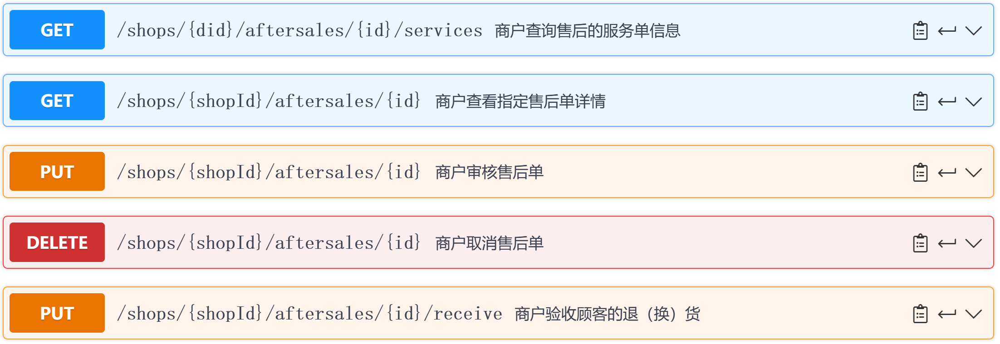 GET /shops/{did}/aftersales/{id}/services 商户查询售后的服务单信息
GET /shops/{shopId}/aftersales/{id} 商户查看指定售后单详情
PUT /shops/{shopId}/aftersales/{id} 商户审核售后单
DELETE /shops/{shopId}/aftersales/{id} 商户取消售后单
PUT /shops/{shopId}/aftersales/{id}/receive 商户验收顾客的退（换）货